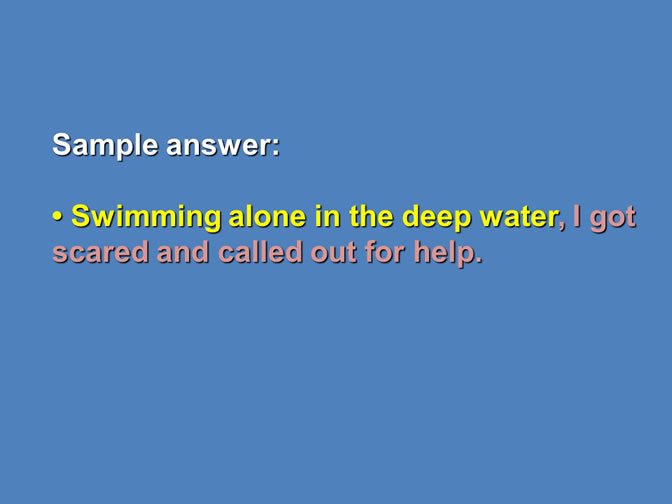 Sample answer:
• Swimming alone in the deep water, I got
scared and called out for help.